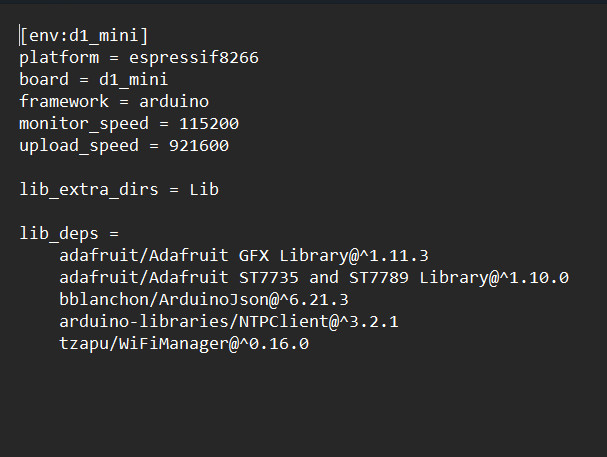 [env:d1_mini]
platform = espressif8266
board = d1_mini
framework = arduino
monitor_speed = 115200
upload_speed = 921600

lib_extra_dirs = Lib

lib_deps =
    adafruit/Adafruit GFX Library@^1.11.3
    adafruit/Adafruit ST7735 and ST7789 Library@^1.10.0
    bblanchon/ArduinoJson@^6.21.3
    arduino-libraries/NTPClient@^3.2.1
    tzapu/WiFiManager@^0.16.0